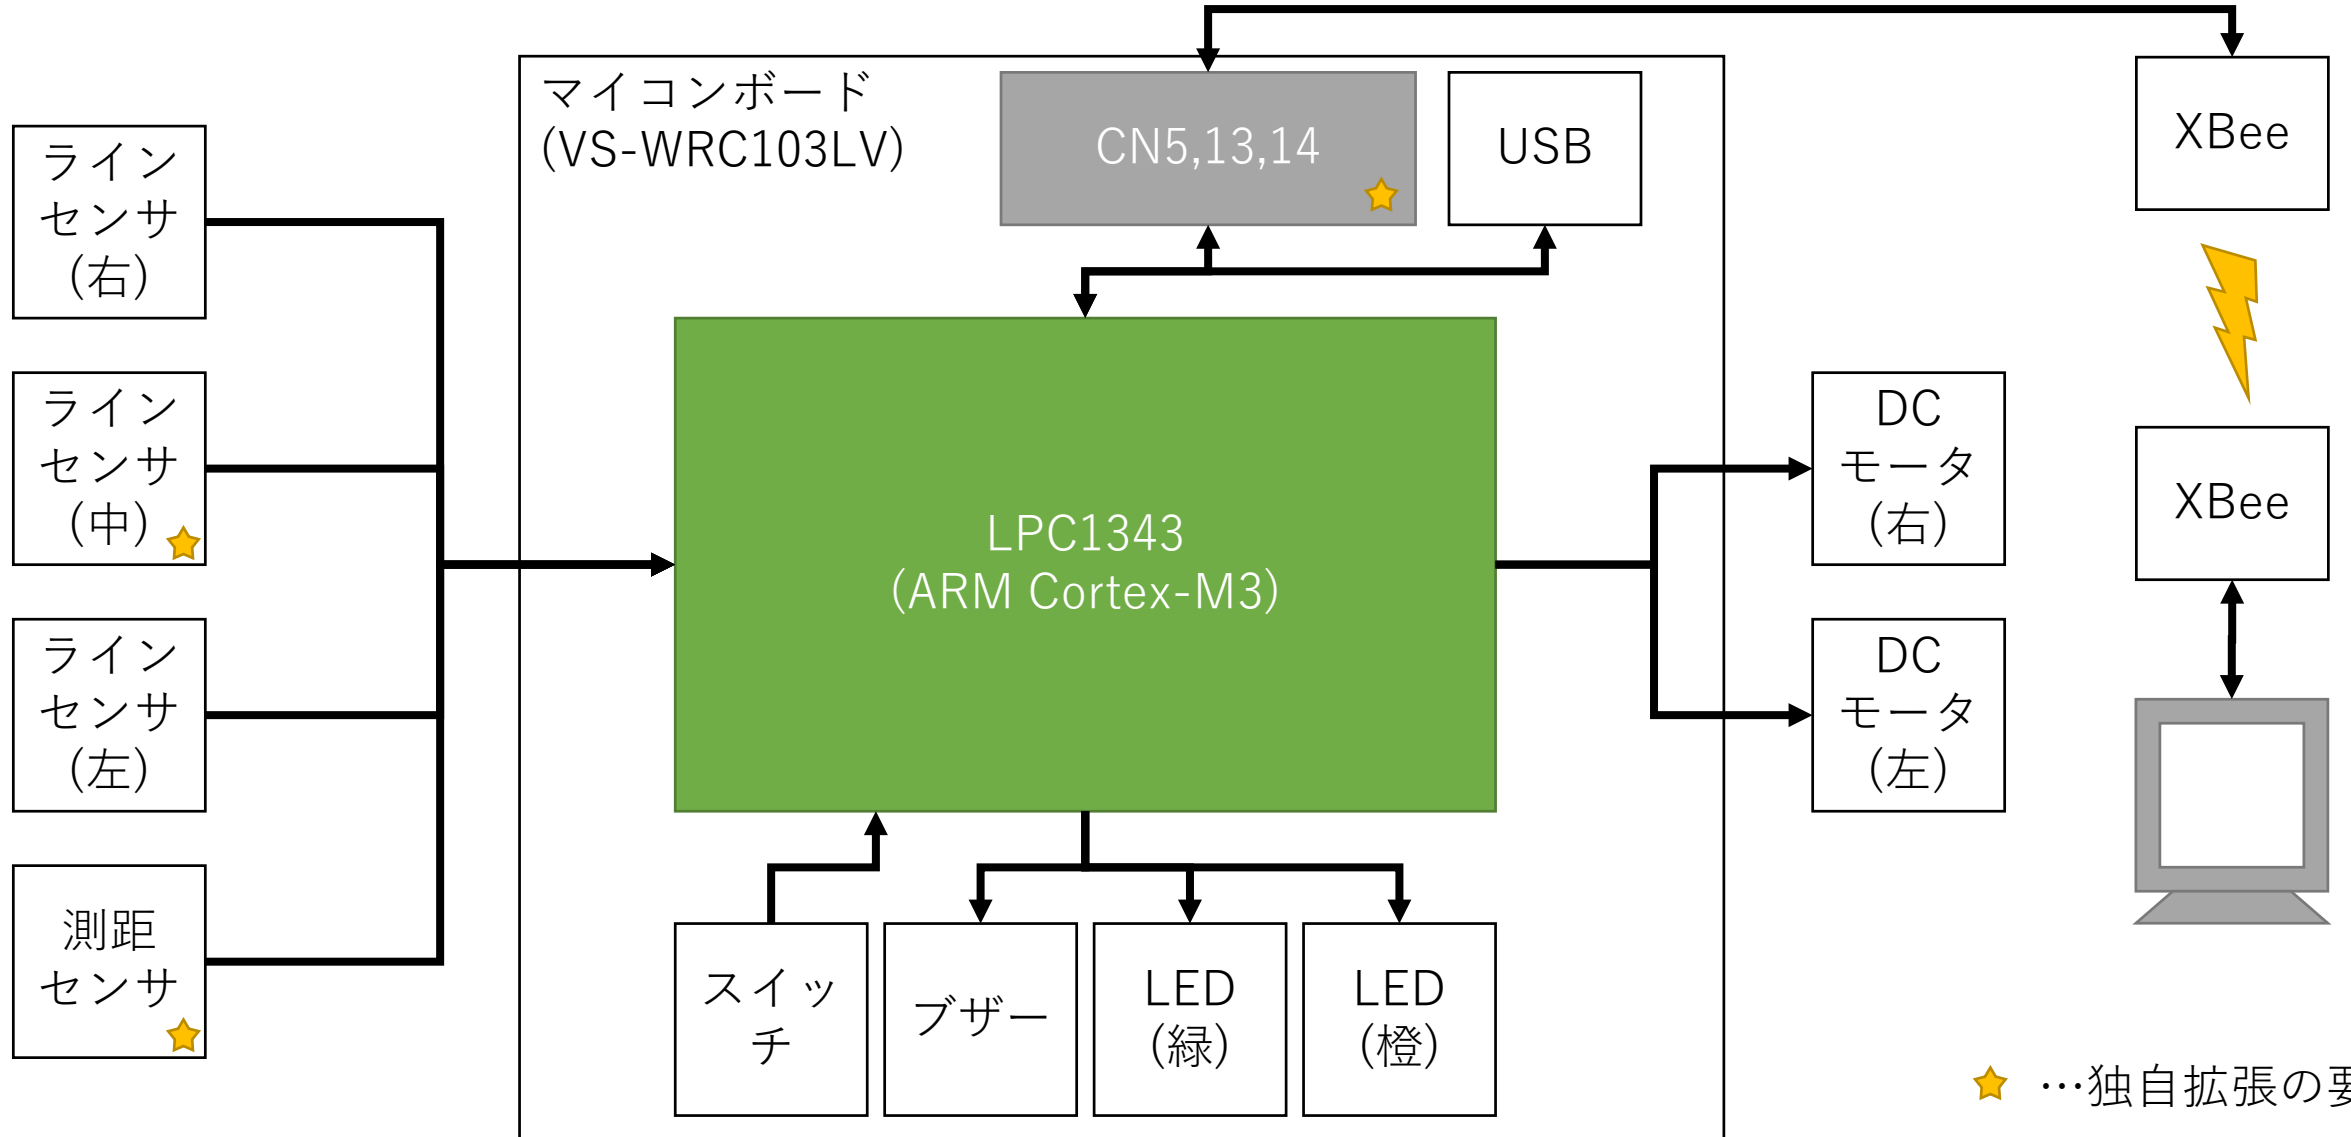 マイコンボード
(VS-WRC103LV)
CN5,13,14
USB
XBee
ライン
センサ
(右)
ライン
センサ
(中)
ライン
センサ
(左)
測距
センサ
LPC1343
(ARM Cortex-M3)
DC
モータ
(右)
DC
モータ
(左)
XBee
スイッ
チ
ブザー
LED
(緑)
LED
(橙)
…独自拡張の要